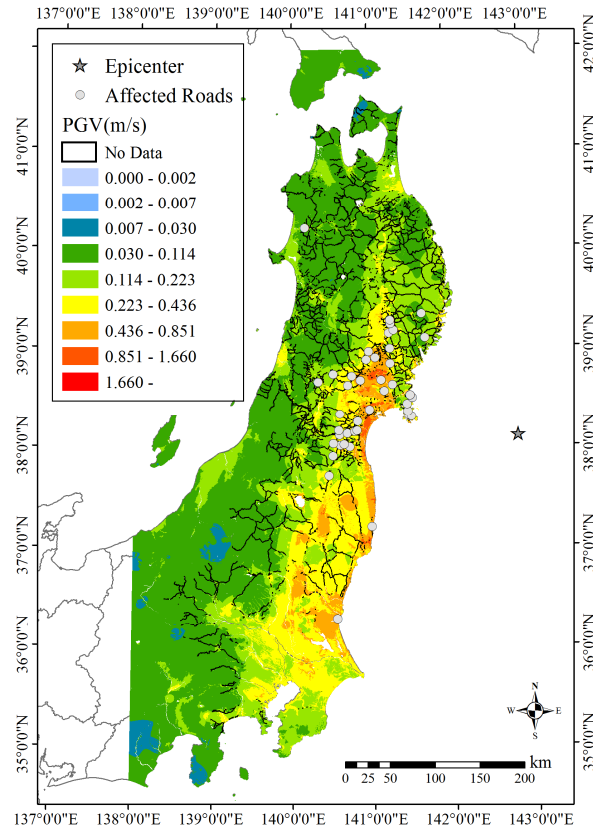 137°0'0"E 138°0'0"E 139°0'0"E 140°0'0"E 141°0'0"E 142°0'0"E 143°0'0"E
42°0'0"N
Epicenter
Affected Roads
PGV(m/s)
No Data
0.000 - 0.002
0.002 - 0.007
0.007 - 0.030
0.030 - 0.114
0.114 - 0.223
0.223 - 0.436
0.436 - 0.851
0.851 - 1.660
1.660 -
41°0'0"N 41°0'0"N
40°0'0"N 40°0'0"N
39°0'0"N 39°0'0"N
38°0'0"N 38°0'0"N
37°0'0"N 37°0'0"N
36°0'0"N 36°0'0"N
35°0'0"N 35°0'0"N
N
W E
S
km
0 25 50 100 150 200
137°0'0"E 138°0'0"E 139°0'0"E 140°0'0"E 141°0'0"E 142°0'0"E 143°0'0"E